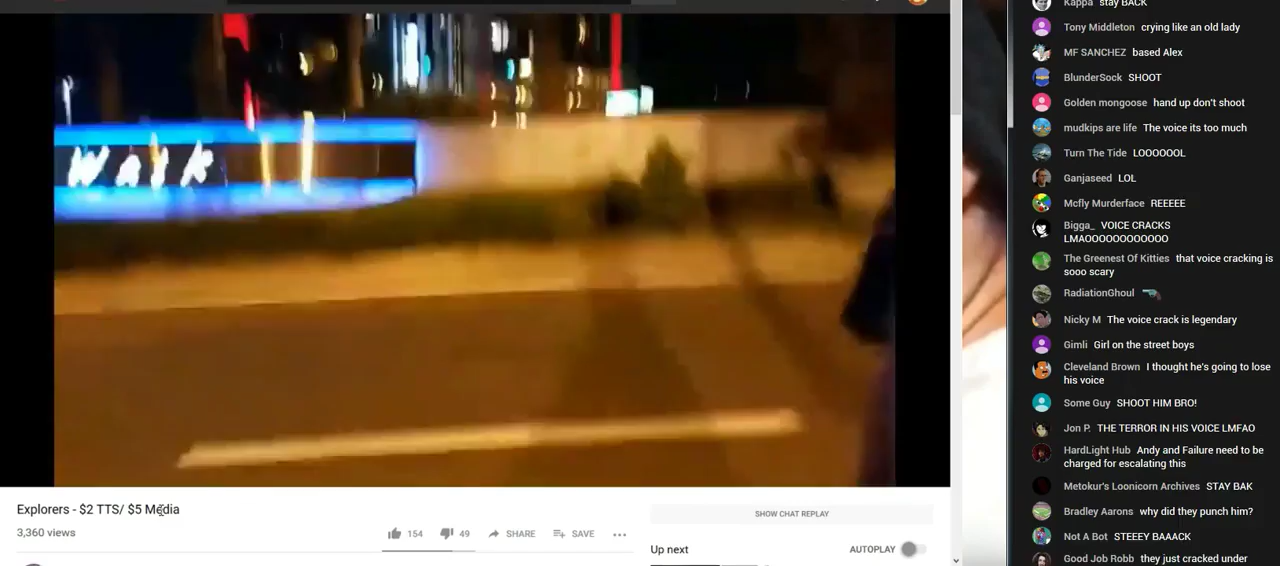 Walk
Explorers - $2 TTS/ $5 Media
3,360 views
154
49
SHARE
SAVE
SHOW CHAT REPLAY
Up next
AUTOPLAY
Kappa stay BACK
Tony Middleton crying like an old lady
MF SANCHEZ based Alex
BlunderSock SHOOT
Golden mongoose hand up don't shoot
mudkips are life The voice its too much
Turn The Tide LOOOOOOL
Ganjaseed LOL
Mcfly Murderface REEEEE
Bigga_ VOICE CRACKS
LMAOOOOOOOOOOO
The Greenest Of Kitties that voice cracking is
sooo scary
RadiationGhoul
Nicky M The voice crack is legendary
Gimli Girl on the street boys
Cleveland Brown I thought he's going to lose
his voice
Some Guy SHOOT HIM BRO!
Jon P. THE TERROR IN HIS VOICE LMFAO
HardLight Hub Andy and Failure need to be
charged for escalating this
Metokur's Loonicorn Archives STAY BAK
Bradley Aarons why did they punch him?
Not A Bot STEEEY BAAACK
Good Job Robb they just cracked under